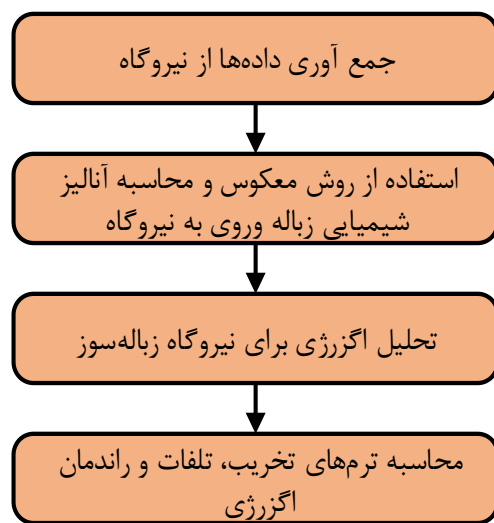 جمع آوری داده‌ها از نیروگاه
استفاده از روش معکوس و محاسبه آنالیز
شیمیایی زباله وروی به نیروگاه
تحلیل اگزرژی برای نیروگاه زباله‌سوز
محاسبه ترم‌های تخریب، تلفات و راندمان
اگزرژی